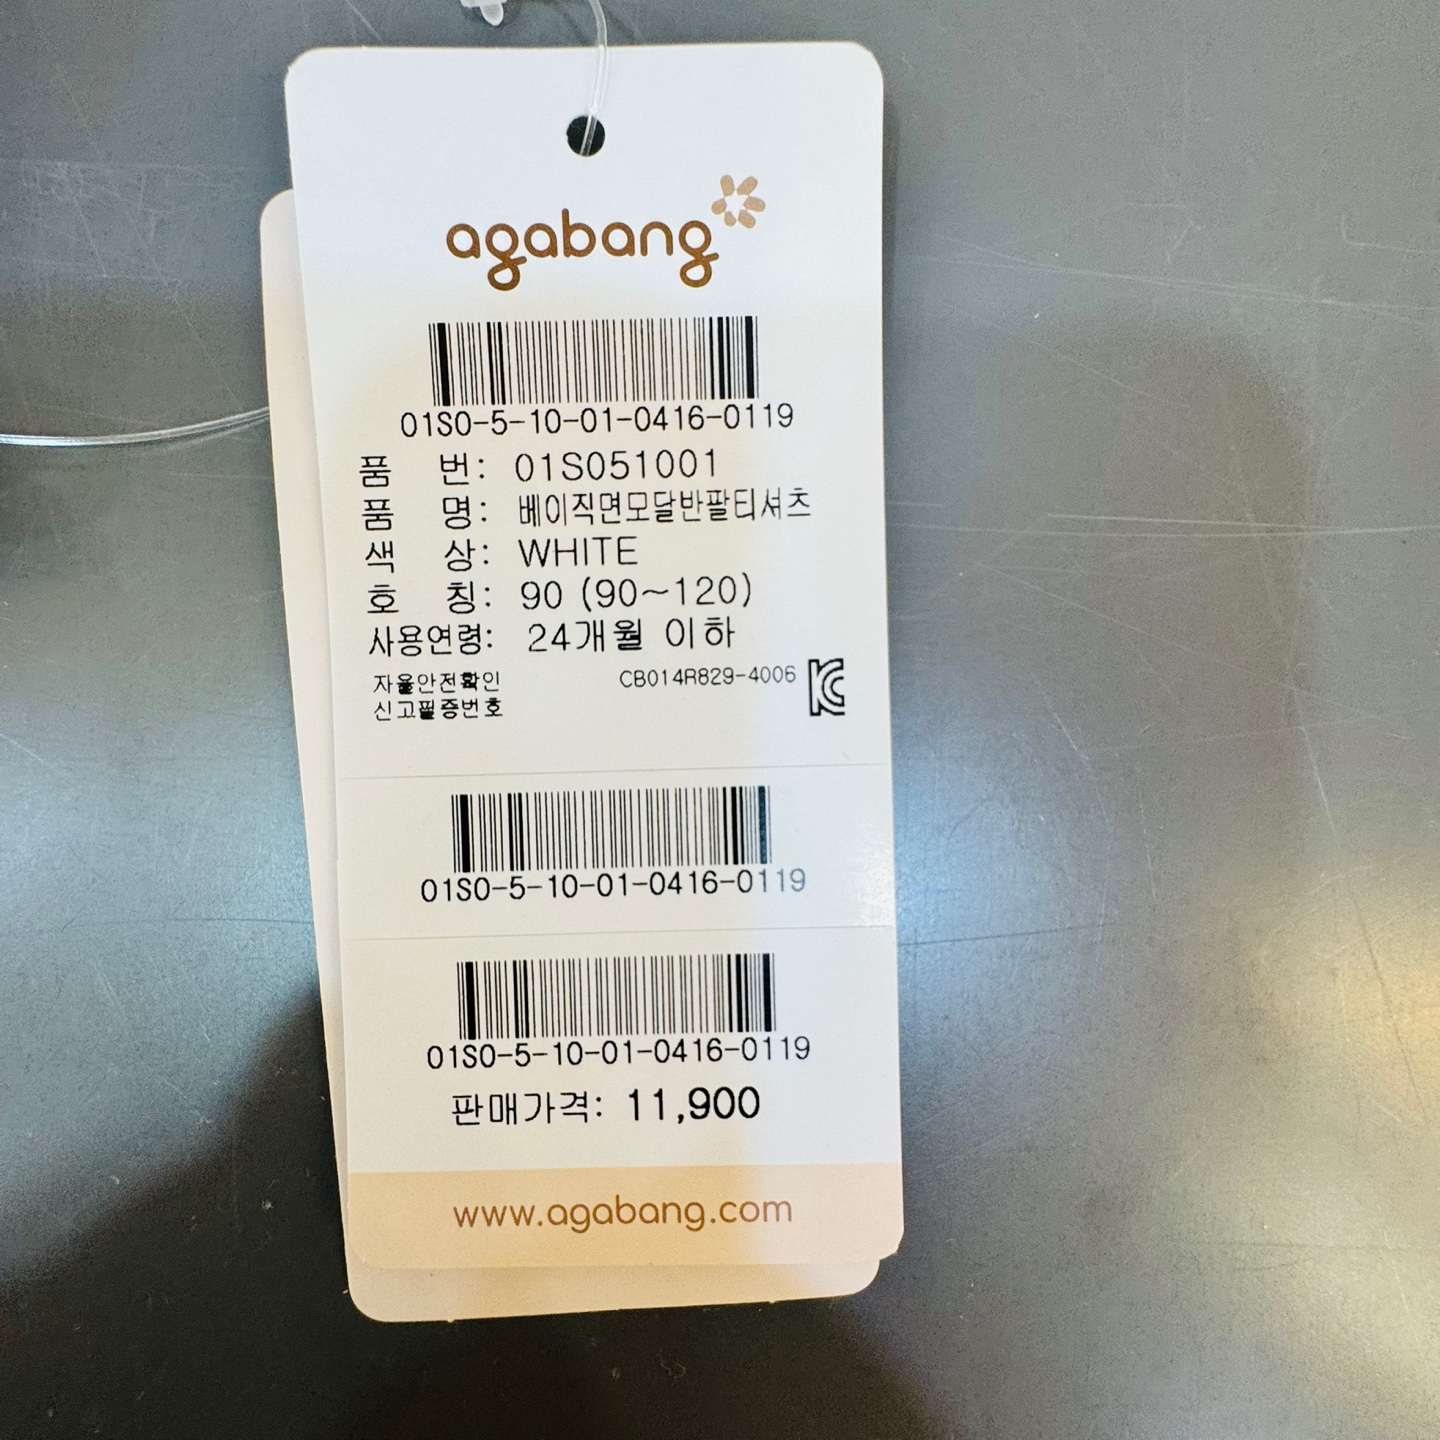 agabang
01S0-5-10-01-0416-0119
품 번: 01S051001
품 명: 베이직면모달반팔티셔츠
색 상: WHITE
호 칭: 90 (90~120)
사용연령: 24개월 이하
자율안전확인 CB014R829-4006
신고필증번호
01S0-5-10-01-0416-0119
01S0-5-10-01-0416-0119
판매가격: 11,900
www.agabang.com